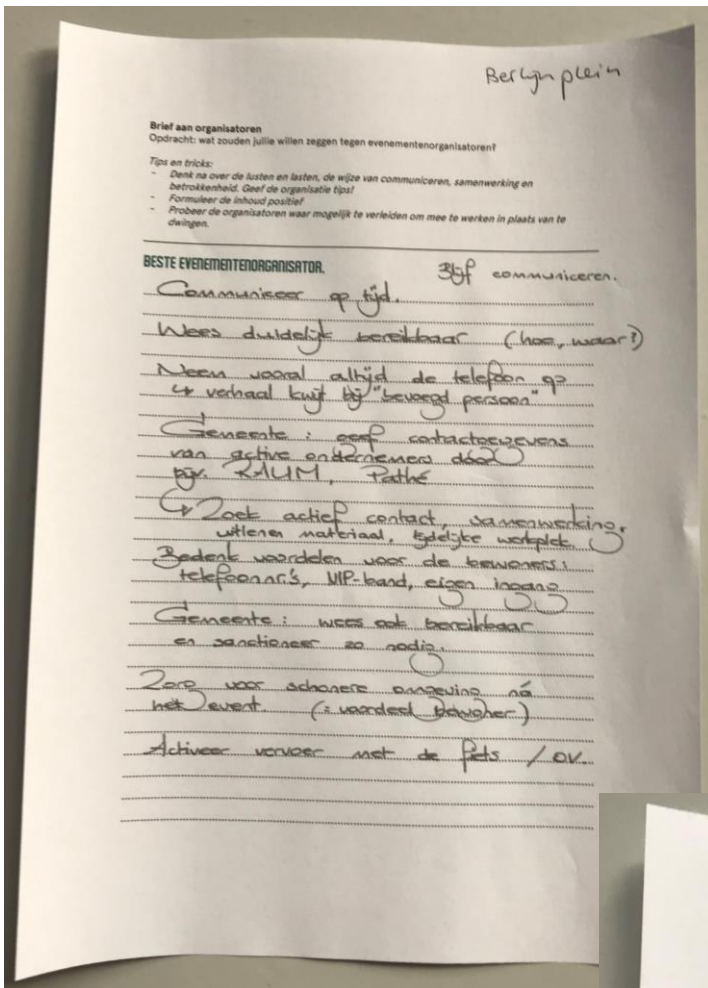 Berlijnplein
Brief aan organisatoren
Opdracht: wat zouden jullie willen zeggen tegen evenementenorganisatoren?
Tips en tricks:
- Denk na over de lusten en lasten, de wijze van communiceren, samenwerking en
betrokkenheid. Geef de organisatie tips!
- Formuleer de inhoud positief
- Probeer de organisatoren waar mogelijk te verleiden om mee te werken in plaats van te
dwingen.
BESTE EVENEMENTENORGANISATOR,
Blijf communiceren.
Communiceer op tijd.
Wees duidelijk bereikbaar (hoe, waar?)
Neem vooral altijd de telefoon op
↳ verhaal kwijt bij "bevoegd persoon"
Gemeente: geef contactgegevens
van active ondernemers door
bijv. RAUM, Pathé
↳ Zoek actief contact, samenwerking,
uitlenen materiaal, tijdelijke werkplek
Bedenk voordelen voor de bewoners:
telefoonnr's, VIP-band, eigen ingang
Gemeente: wees ook bereikbaar
en sanctioneer zo nodig.
Zorg voor schonere omgeving ná
het event. (= voordeel bewoner)
Activeer vervoer met de fiets / OV.